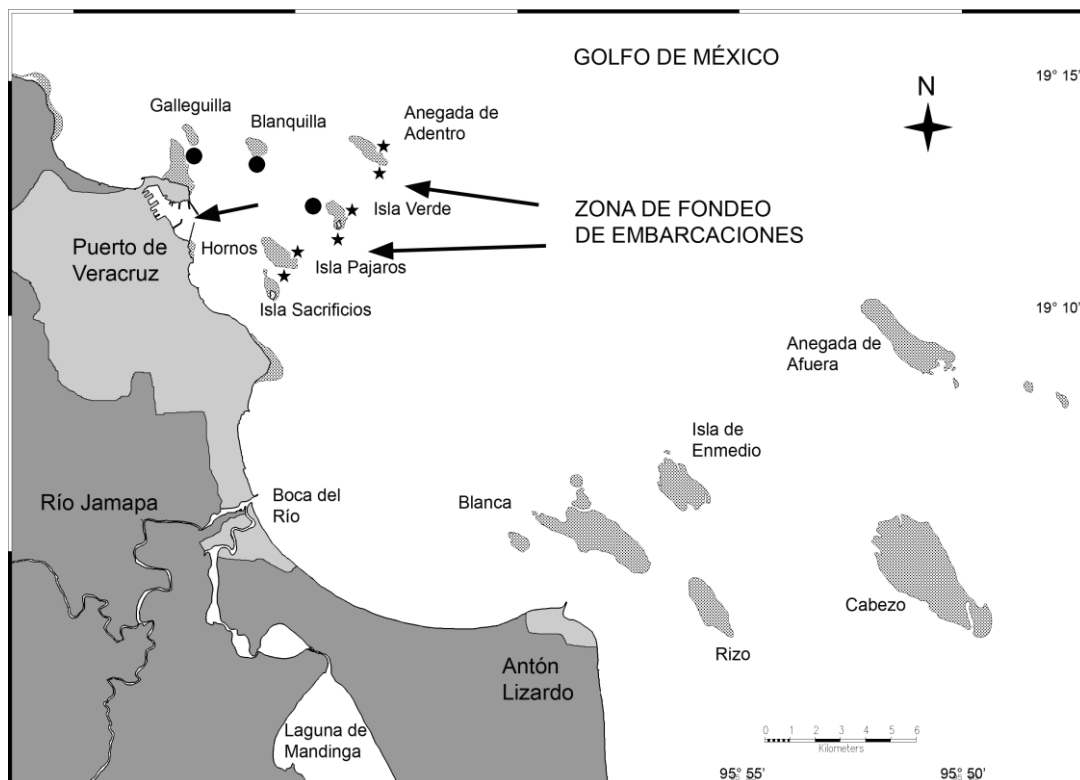 GOLFO DE MÉXICO
19° 15'
N
Galleguilla
Blanquilla
Anegada de
Adentro
Isla Verde
ZONA DE FONDEO
DE EMBARCACIONES
Puerto de
Veracruz
Hornos
Isla Pajaros
Isla Sacrificios
19° 10'
Anegada de
Afuera
Isla de
Enmedio
Río Jamapa
Boca del
Río
Blanca
Cabezo
Rizo
Antón
Lizardo
Laguna de
Mandinga
0 1 2 3 4 5 6
Kilometers
95° 55'
95° 50'